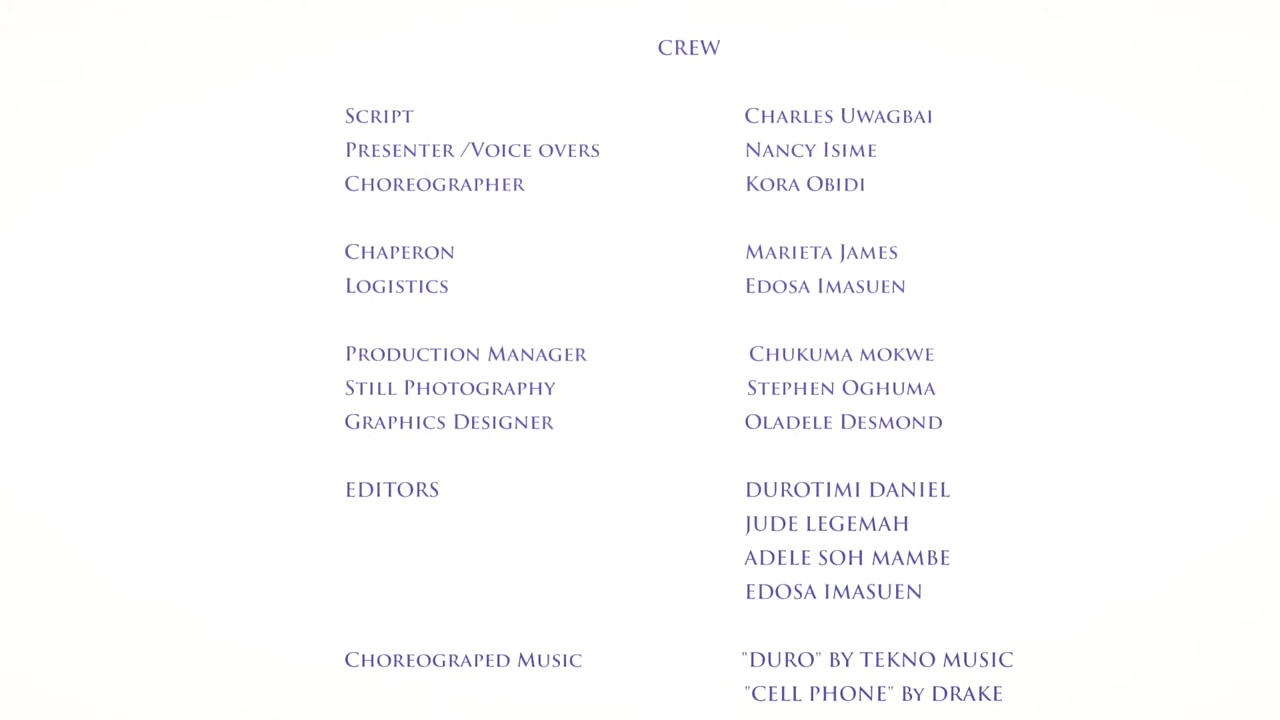 CREW
Script Charles Uwagbai
Presenter /Voice overs Nancy Isime
Choreographer Kora Obidi
Chaperon Marieta James
Logistics Edosa Imasuen
Production Manager Chukuma mokwe
Still Photography Stephen Oghuma
Graphics Designer Oladele Desmond
EDITORS DUROTIMI DANIEL
JUDE LEGEMAH
ADELE SOH MAMBE
EDOSA IMASUEN
Choreograped Music "DURO" BY TEKNO MUSIC
"CELL PHONE" By DRAKE